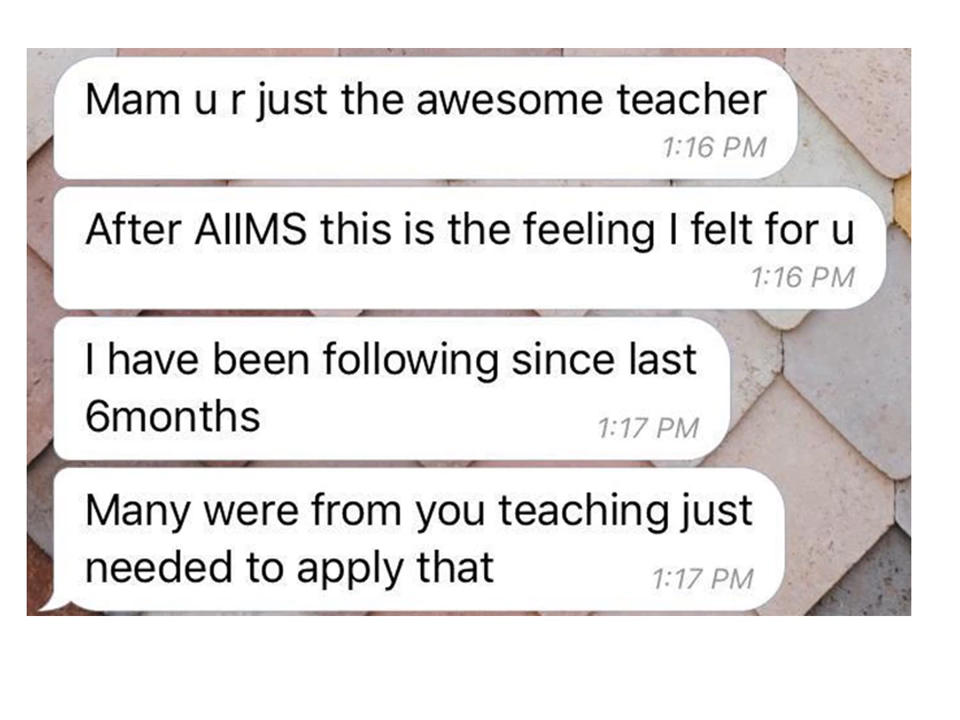 Mam u r just the awesome teacher
1:16 PM
After AIIMS this is the feeling I felt for u
1:16 PM
I have been following since last
6months
1:17 PM
Many were from you teaching just
needed to apply that
1:17 PM